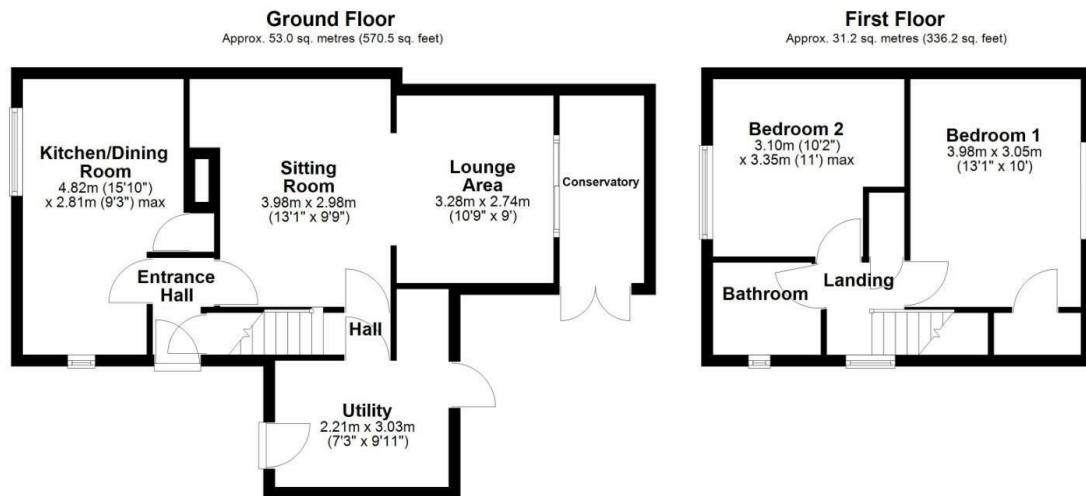 Ground Floor
Approx. 53.0 sq. metres (570.5 sq. feet)
Kitchen/Dining
Room
4.82m (15'10")
x 2.81m (9'3") max
Sitting
Room
3.98m x 2.98m
(13'1" x 9'9")
Lounge
Area
3.28m x 2.74m
(10'9" x 9')
Conservatory
Entrance
Hall
Hall
Utility
2.21m x 3.03m
(7'3" x 9'11")
First Floor
Approx. 31.2 sq. metres (336.2 sq. feet)
Bedroom 2
3.10m (10'2")
x 3.35m (11') max
Bedroom 1
3.98m x 3.05m
(13'1" x 10')
Bathroom
Landing